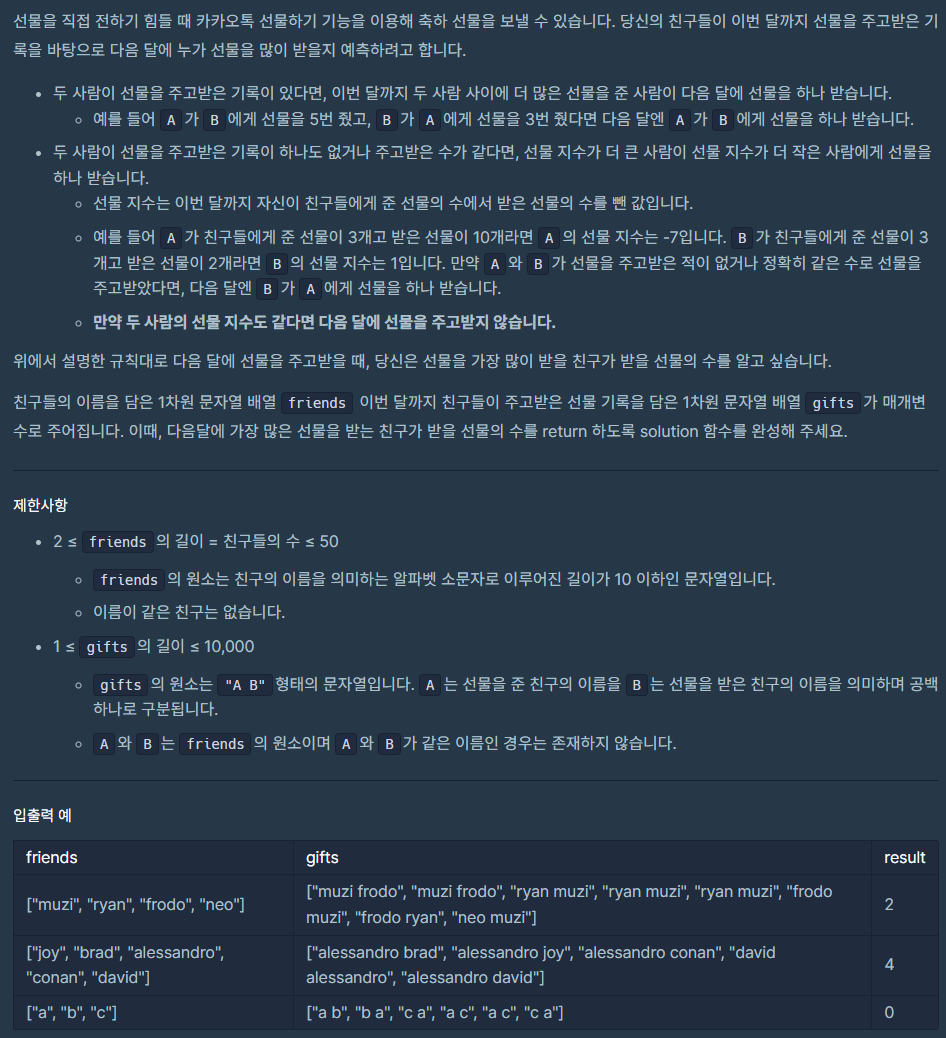 선물을 직접 전하기 힘들 때 카카오톡 선물하기 기능을 이용해 축하 선물을 보낼 수 있습니다. 당신의 친구들이 이번 달까지 선물을 주고받은 기
록을 바탕으로 다음 달에 누가 선물을 많이 받을지 예측하려고 합니다.
두 사람이 선물을 주고받은 기록이 있다면, 이번 달까지 두 사람 사이에 더 많은 선물을 준 사람이 다음 달에 선물을 하나 받습니다.
예를 들어 A 가 B 에게 선물을 5번 줬고, B 가 A 에게 선물을 3번 줬다면 다음 달엔 A 가 B 에게 선물을 하나 받습니다.
두 사람이 선물을 주고받은 기록이 하나도 없거나 주고받은 수가 같다면, 선물 지수가 더 큰 사람이 선물 지수가 더 작은 사람에게 선물을
하나 받습니다.
선물 지수는 이번 달까지 자신이 친구들에게 준 선물의 수에서 받은 선물의 수를 뺀 값입니다.
예를 들어 A 가 친구들에게 준 선물이 3개고 받은 선물이 10개라면 A 의 선물 지수는 -7입니다. B 가 친구들에게 준 선물이 3
개고 받은 선물이 2개라면 B 의 선물 지수는 1입니다. 만약 A 와 B 가 선물을 주고받은 적이 없거나 정확히 같은 수로 선물을
주고받았다면, 다음 달엔 B 가 A 에게 선물을 하나 받습니다.
만약 두 사람의 선물 지수도 같다면 다음 달에 선물을 주고받지 않습니다.
위에서 설명한 규칙대로 다음 달에 선물을 주고받을 때, 당신은 선물을 가장 많이 받을 친구가 받을 선물의 수를 알고 싶습니다.
친구들의 이름을 담은 1차원 문자열 배열 friends 이번 달까지 친구들이 주고받은 선물 기록을 담은 1차원 문자열 배열 gifts 가 매개변
수로 주어집니다. 이때, 다음달에 가장 많은 선물을 받는 친구가 받을 선물의 수를 return 하도록 solution 함수를 완성해 주세요.
제한사항
2 ≤ friends 의 길이 = 친구들의 수 ≤ 50
friends 의 원소는 친구의 이름을 의미하는 알파벳 소문자로 이루어진 길이가 10 이하인 문자열입니다.
이름이 같은 친구는 없습니다.
1 ≤ gifts 의 길이 ≤ 10,000
gifts 의 원소는 "A B" 형태의 문자열입니다. A 는 선물을 준 친구의 이름을 B 는 선물을 받은 친구의 이름을 의미하며 공백
하나로 구분됩니다.
A 와 B 는 friends 의 원소이며 A 와 B 가 같은 이름인 경우는 존재하지 않습니다.
입출력 예
friends gifts result
["muzi", "ryan", "frodo", "neo"] ["muzi frodo", "muzi frodo", "ryan muzi", "ryan muzi", "ryan muzi", "frodo
muzi", "frodo ryan", "neo muzi"] 2
["joy", "brad", "alessandro",
"conan", "david"] ["alessandro brad", "alessandro joy", "alessandro conan", "david
alessandro", "alessandro david"] 4
["a", "b", "c"] ["a b", "b a", "c a", "a c", "a c", "c a"] 0